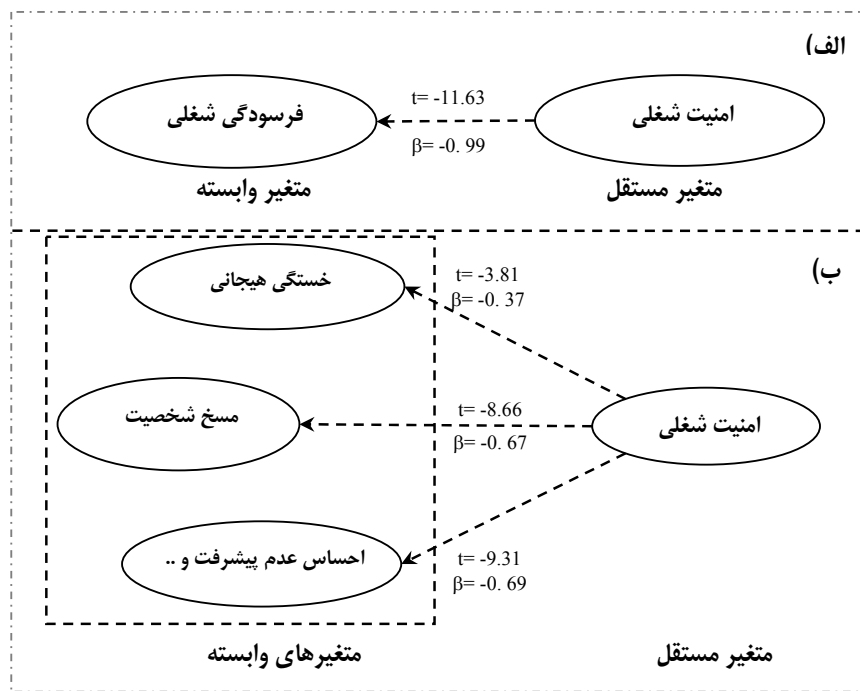 الف)
امنیت شغلی
t= -11.63
β= -0. 99
فرسودگی شغلی
متغیر مستقل
متغیر وابسته
ب)
خستگی هیجانی
t= -3.81
β= -0. 37
امنیت شغلی
t= -8.66
β= -0. 67
مسخ شخصیت
t= -9.31
β= -0. 69
احساس عدم پیشرفت و ..
متغیر مستقل
متغیرهای وابسته